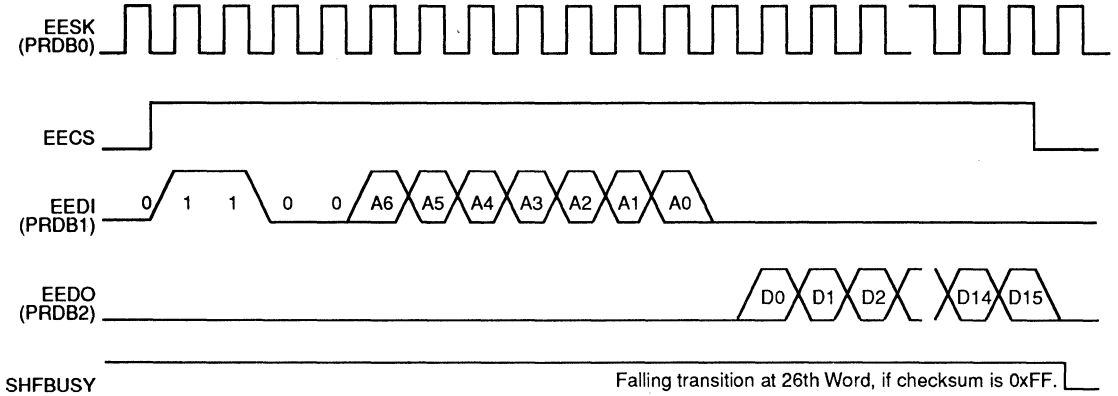 EESK
(PRDB0)
EECS
EEDI
(PRDB1)
0 1 1 0 0 A6 A5 A4 A3 A2 A1 A0
EEDO
(PRDB2)
D0 D1 D2 D14 D15
SHFBUSY
Falling transition at 26th Word, if checksum is 0xFF.